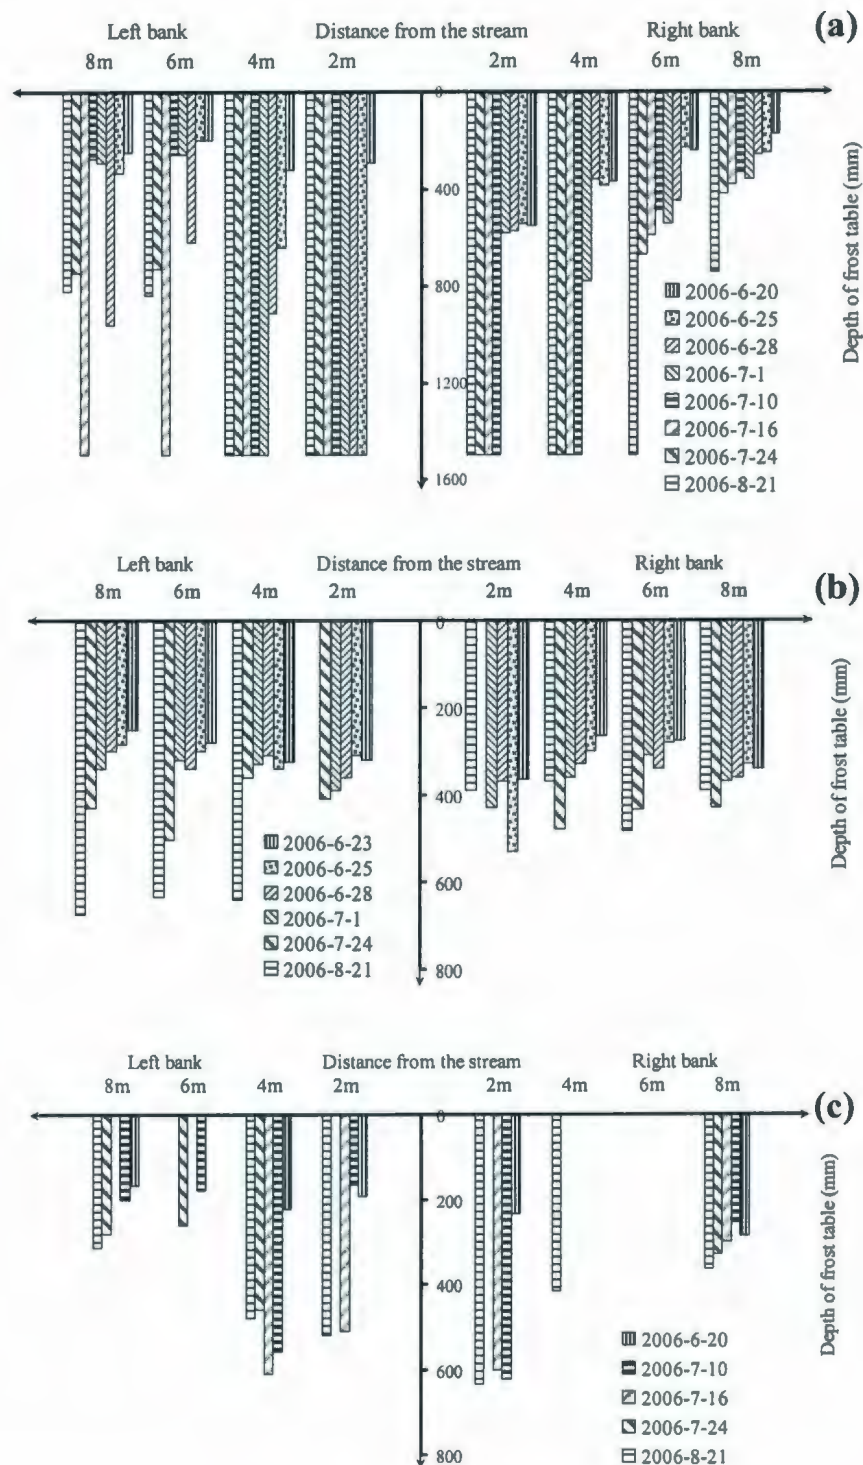 (a)
Left bank Distance from the stream Right bank
8m 6m 4m 2m 2m 4m 6m 8m
0
400
800
1200
1600
Depth of frost table (mm)
2006-6-20
2006-6-25
2006-6-28
2006-7-1
2006-7-10
2006-7-16
2006-7-24
2006-8-21
(b)
Left bank Distance from the stream Right bank
8m 6m 4m 2m 2m 4m 6m 8m
0
200
400
600
800
Depth of frost table (mm)
2006-6-23
2006-6-25
2006-6-28
2006-7-1
2006-7-24
2006-8-21
(c)
Left bank Distance from the stream Right bank
8m 6m 4m 2m 2m 4m 6m 8m
0
200
400
600
800
Depth of frost table (mm)
2006-6-20
2006-7-10
2006-7-16
2006-7-24
2006-8-21